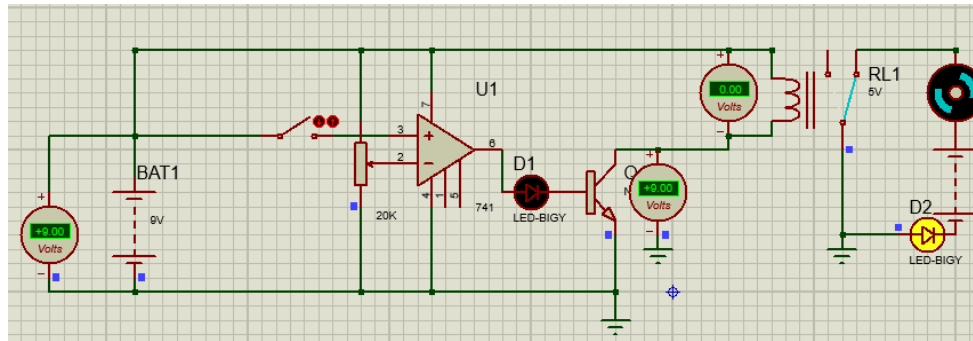 U1
RL1
5V
0.00
Volts
7
3
2
6
4
1
5
741
BAT1
9V
20K
D1
LED-BIGY
Q
+9.00
Volts
+9.00
Volts
D2
LED-BIGY